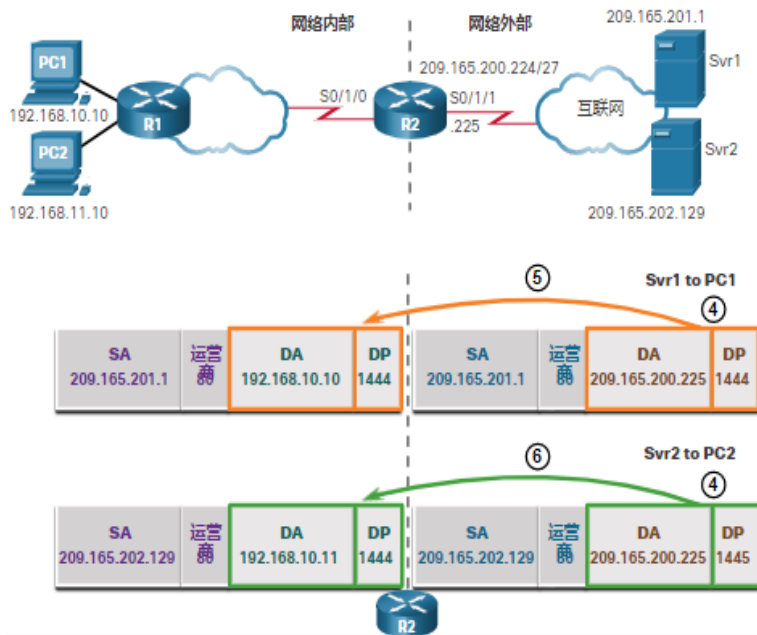 网络内部
网络外部
209.165.201.1
PC1
192.168.10.10
R1
S0/1/0
R2
209.165.200.224/27
S0/1/1
.225
互联网
Svr1
PC2
192.168.11.10
Svr2
209.165.202.129
⑤
Svr1 to PC1
④
SA
209.165.201.1
运营商
80
DA
192.168.10.10
DP
1444
SA
209.165.201.1
运营商
80
DA
209.165.200.225
DP
1444
⑥
Svr2 to PC2
④
SA
209.165.202.129
运营商
80
DA
192.168.10.11
DP
1444
SA
209.165.202.129
运营商
80
DA
209.165.200.225
DP
1445
R2